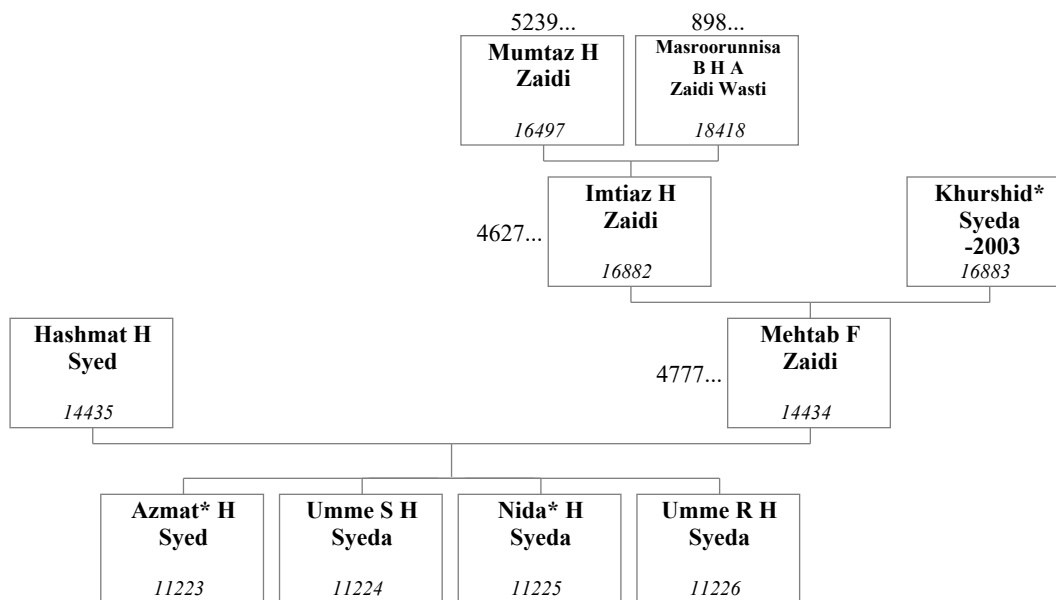 5239...
898...
Mumtaz H
Zaidi
16497
Masroorunnisa
B H A
Zaidi Wasti
18418
4627...
Imtiaz H
Zaidi
16882
Khurshid*
Syeda
-2003
16883
Hashmat H
Syed
14435
4777...
Mehtab F
Zaidi
14434
Azmat* H
Syed
11223
Umme S H
Syeda
11224
Nida* H
Syeda
11225
Umme R H
Syeda
11226